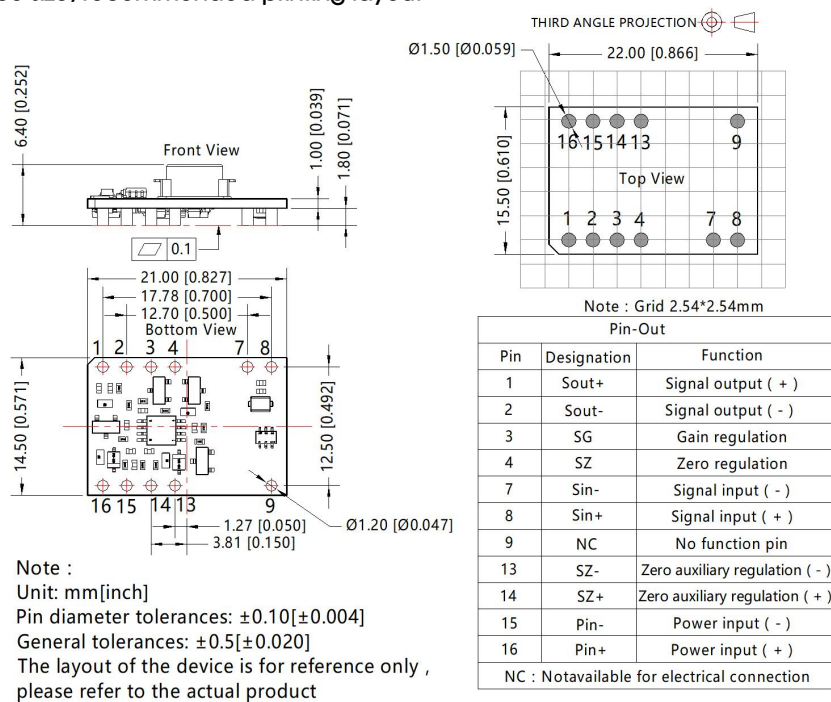 THIRD ANGLE PROJECTION
Ø1.50 [Ø0.059]
22.00 [0.866]
15.50 [0.610]
16 15 14 13 9
Top View
1 2 3 4 7 8
Note : Grid 2.54*2.54mm
6.40 [0.252]
Front View
1.00 [0.039]
1.80 [0.071]
0.1
21.00 [0.827]
17.78 [0.700]
12.70 [0.500]
Bottom View
1 2 3 4 7 8
14.50 [0.571]
12.50 [0.492]
16 15 14 13 9
1.27 [0.050]
3.81 [0.150]
Ø1.20 [Ø0.047]
Note :
Unit: mm[inch]
Pin diameter tolerances: ±0.10[±0.004]
General tolerances: ±0.5[±0.020]
The layout of the device is for reference only ,
please refer to the actual product
Pin-Out
Pin Designation Function
1 Sout+ Signal output ( + )
2 Sout- Signal output ( - )
3 SG Gain regulation
4 SZ Zero regulation
7 Sin- Signal input ( - )
8 Sin+ Signal input ( + )
9 NC No function pin
13 SZ- Zero auxiliary regulation ( - )
14 SZ+ Zero auxiliary regulation ( + )
15 Pin- Power input ( - )
16 Pin+ Power input ( + )
NC : Notavailable for electrical connection